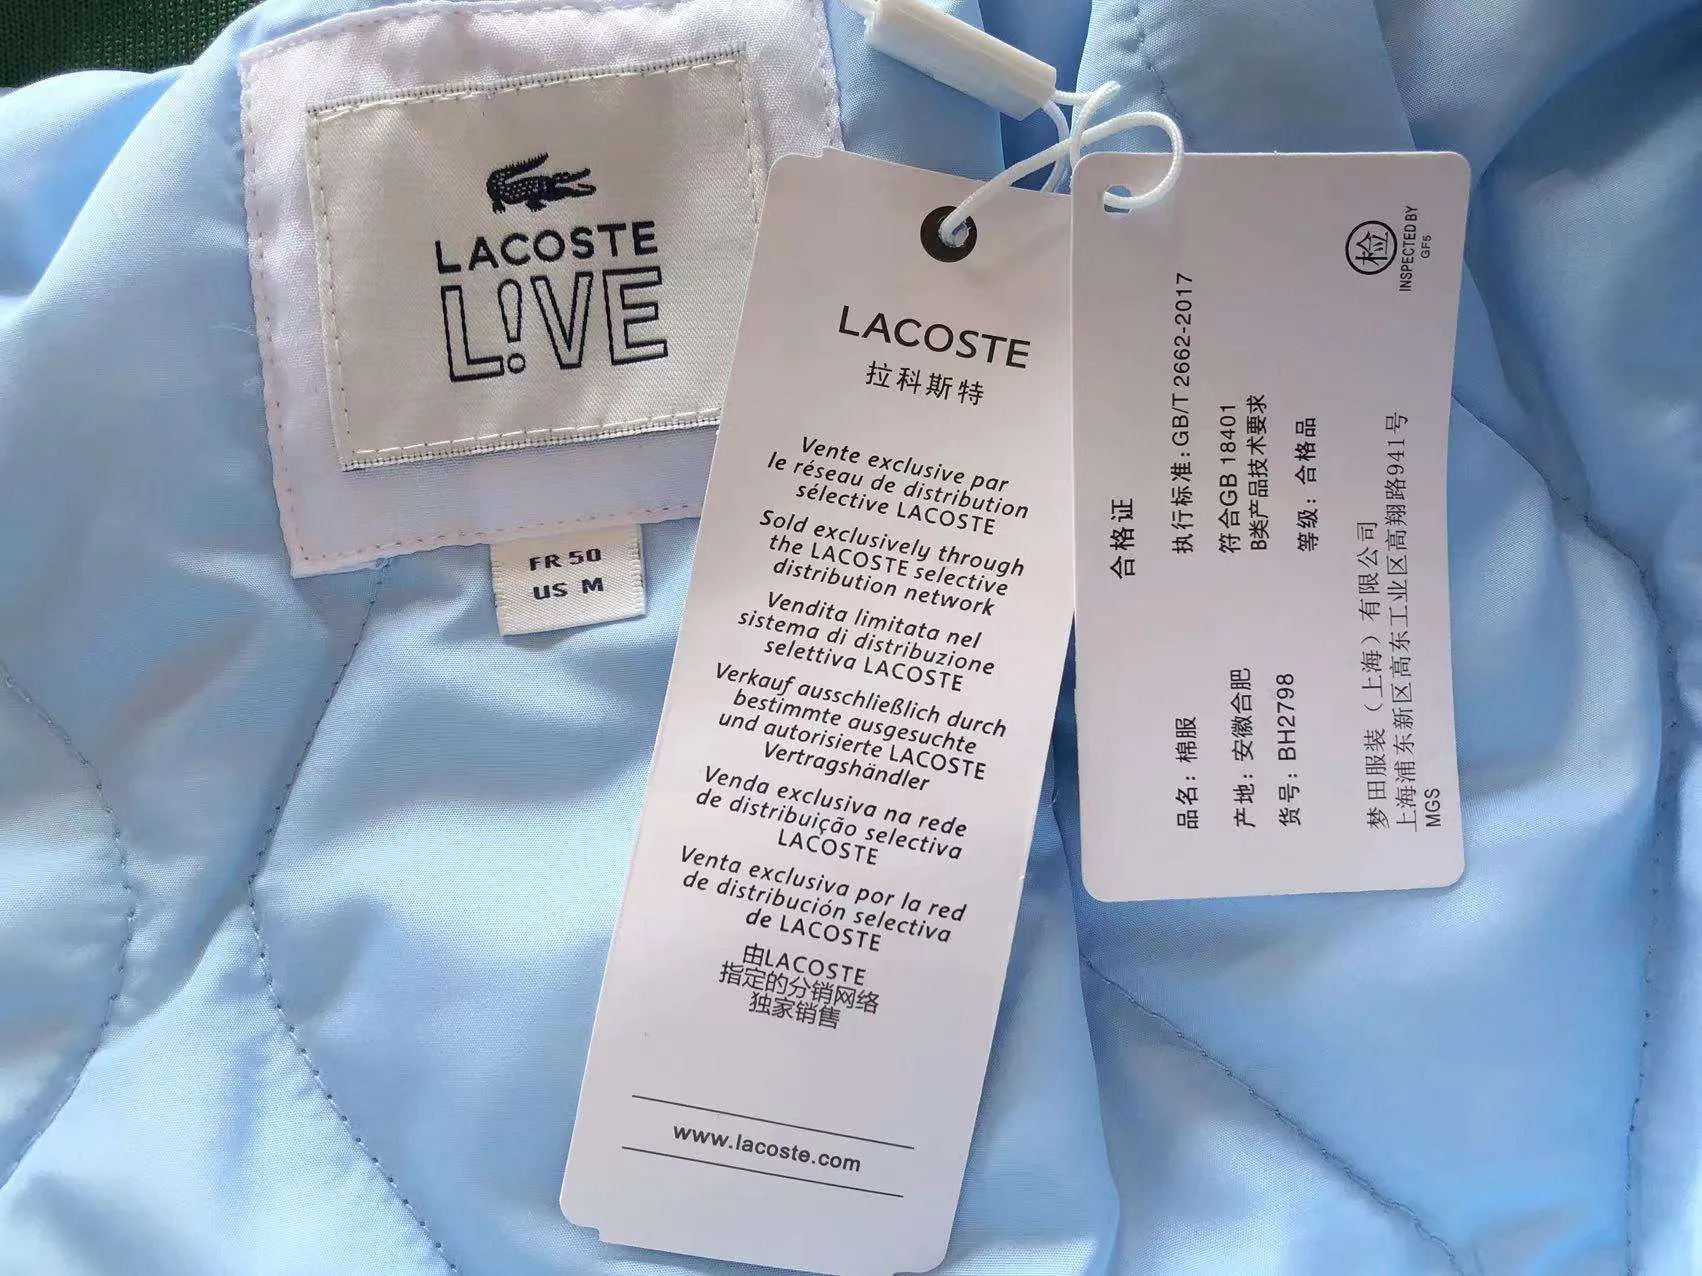 LACOSTE
L!VE
FR 50
US M
LACOSTE
拉科斯特
Vente exclusive par
le réseau de distribution
sélective LACOSTE
Sold exclusively through
the LACOSTE selective
distribution network
Vendita limitata nel
sistema di distribuzione
selettiva LACOSTE
Verkauf ausschließlich durch
bestimmte ausgesuchte
und autorisierte LACOSTE
Vertragshändler
Venda exclusiva na rede
de distribuição selectiva
LACOSTE
Venta exclusiva por la red
de distribución selectiva
de LACOSTE
由LACOSTE
指定的分销网络
独家销售
www.lacoste.com
合格证
品名：棉服
执行标准：GB/T 2662-2017
产地：安徽合肥
符合GB 18401
B类产品技术要求
货号：BH2798
等级：合格品
梦田服装（上海）有限公司
上海浦东新区高东工业区高翔路941号
MGS
检
INSPECTED BY
GF5